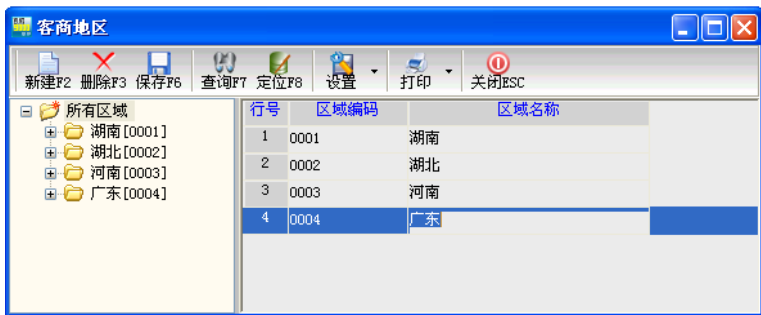 客商地区
新建F2 删除F3 保存F6 查询F7 定位F8 设置 打印 关闭ESC
所有区域
湖南[0001]
湖北[0002]
河南[0003]
广东[0004]
行号 区域编码 区域名称
1 0001 湖南
2 0002 湖北
3 0003 河南
4 0004 广东